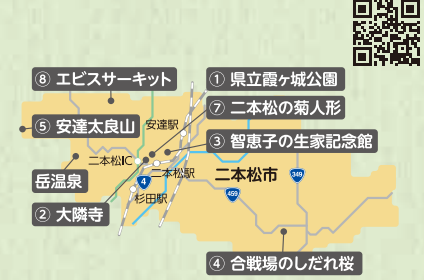 ⑧ エビスサーキット
① 県立霞ヶ城公園
⑦ 二本松の菊人形
⑤ 安達太良山
安達駅
③ 智恵子の生家記念館
二本松IC
二本松駅
岳温泉
4
二本松市
349
杉田駅
459
② 大隣寺
④ 合戦場のしだれ桜